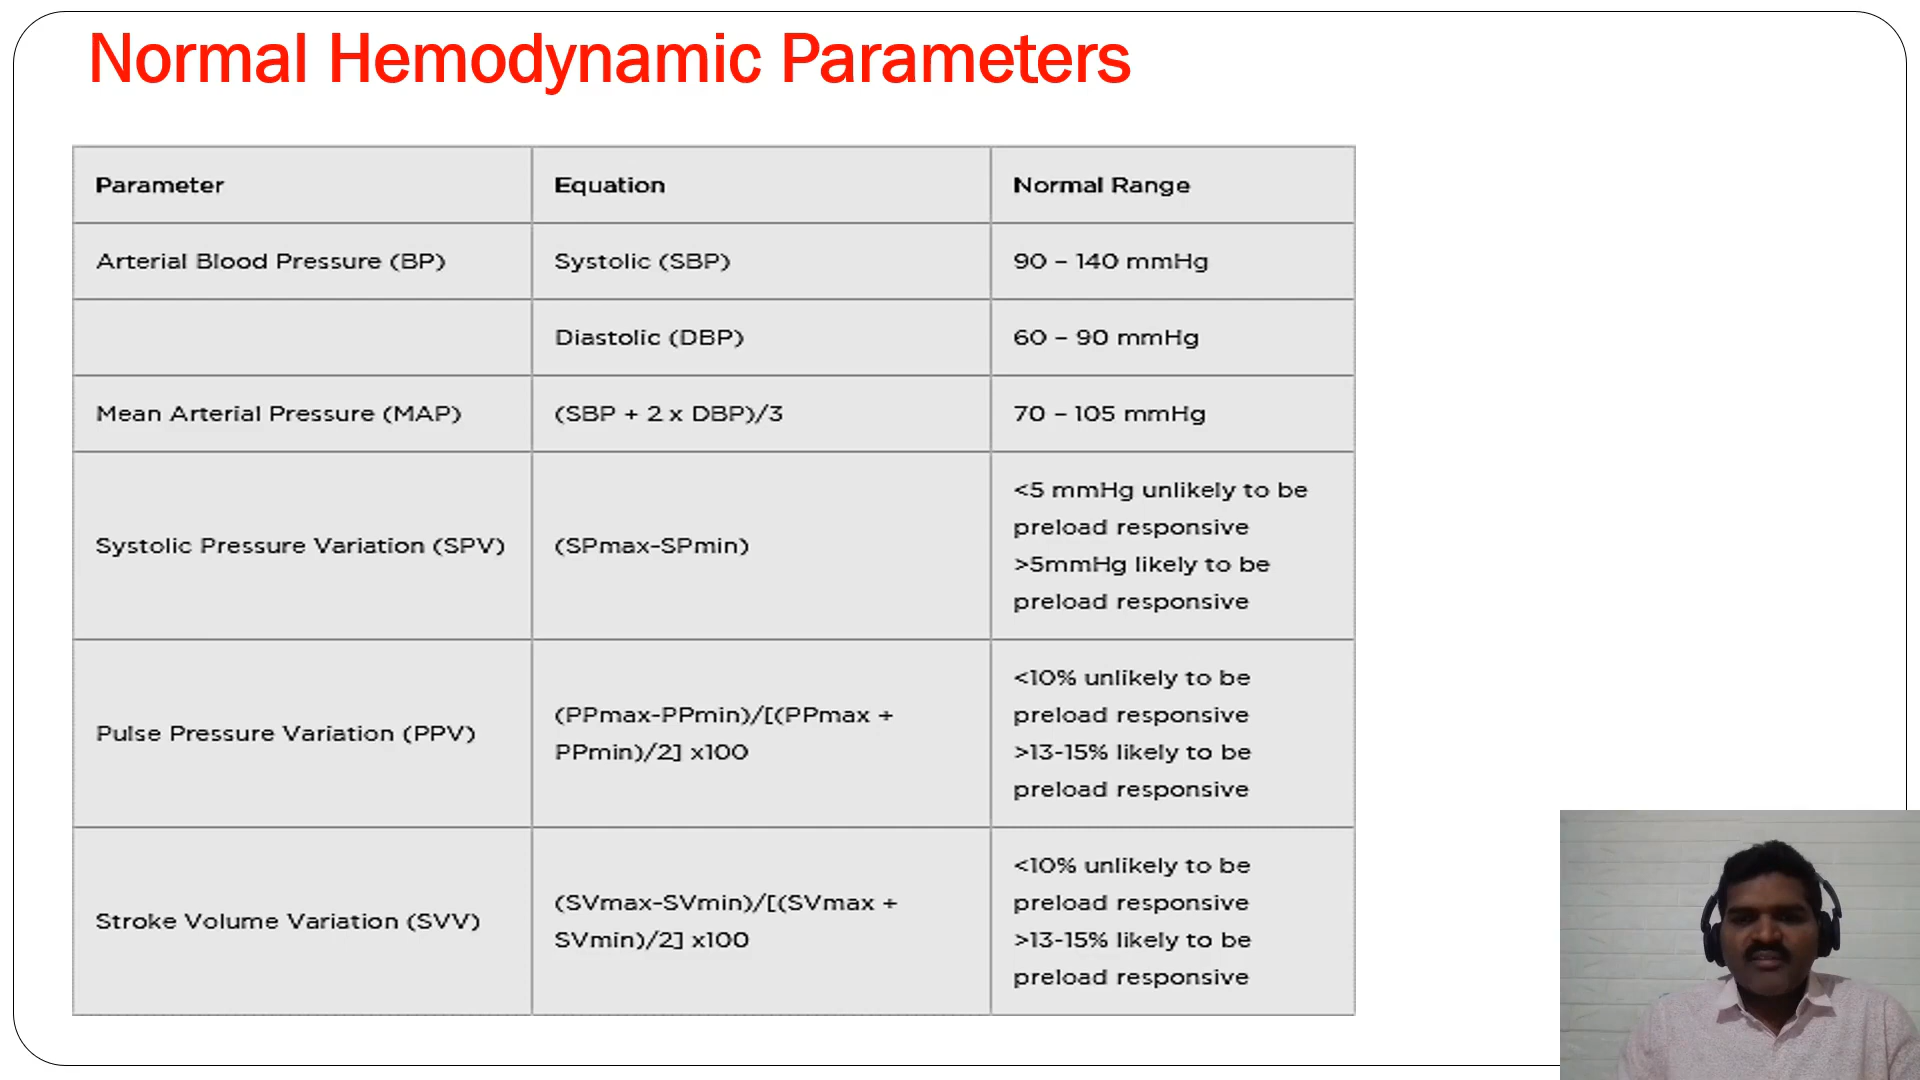 Normal Hemodynamic Parameters
Parameter
Equation
Normal Range
Arterial Blood Pressure (BP)
Systolic (SBP)
90 – 140 mmHg
Diastolic (DBP)
60 – 90 mmHg
Mean Arterial Pressure (MAP)
(SBP + 2 x DBP)/3
70 – 105 mmHg
Systolic Pressure Variation (SPV)
(SPmax-SPmin)
<5 mmHg unlikely to be
preload responsive
>5mmHg likely to be
preload responsive
Pulse Pressure Variation (PPV)
(PPmax-PPmin)/[(PPmax +
PPmin)/2] x100
<10% unlikely to be
preload responsive
>13-15% likely to be
preload responsive
Stroke Volume Variation (SVV)
(SVmax-SVmin)/[(SVmax +
SVmin)/2] x100
<10% unlikely to be
preload responsive
>13-15% likely to be
preload responsive